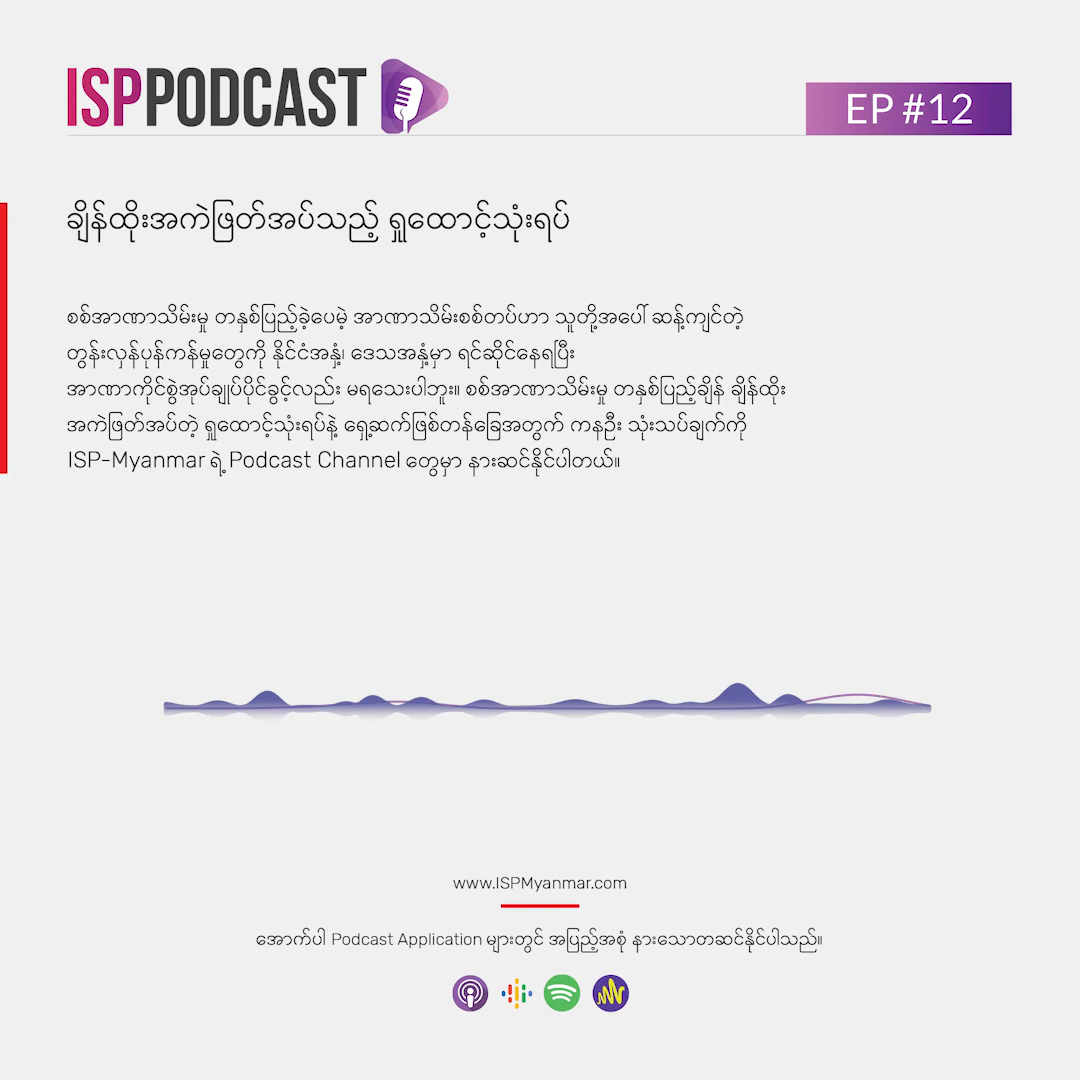 ISPPODCAST
EP #12
ချိန်ထိုးအကဲဖြတ်အပ်သည့် ရှုထောင့်သုံးရပ်
စစ်အာဏာသိမ်းမှု တနှစ်ပြည့်ခဲ့ပေမဲ့ အာဏာသိမ်းစစ်တပ်ဟာ သူတို့အပေါ် ဆန့်ကျင်တဲ့
တွန်းလှန်ပုန်ကန်မှုတွေကို နိုင်ငံအနှံ့၊ ဒေသအနှံ့မှာ ရင်ဆိုင်နေရပြီး
အာဏာကိုင်စွဲအုပ်ချုပ်ပိုင်ခွင့်လည်း မရသေးပါဘူး။ စစ်အာဏာသိမ်းမှု တနှစ်ပြည့်ချိန် ချိန်ထိုး
အကဲဖြတ်အပ်တဲ့ ရှုထောင့်သုံးရပ်နဲ့ ရှေ့ဆက်ဖြစ်တန်ခြေအတွက် ကနဦး သုံးသပ်ချက်ကို
ISP-Myanmar ရဲ့ Podcast Channel တွေမှာ နားဆင်နိုင်ပါတယ်။
www.ISPMyanmar.com
အောက်ပါ Podcast Application များတွင် အပြည့်အစုံ နားသောတဆင်နိုင်ပါသည်။